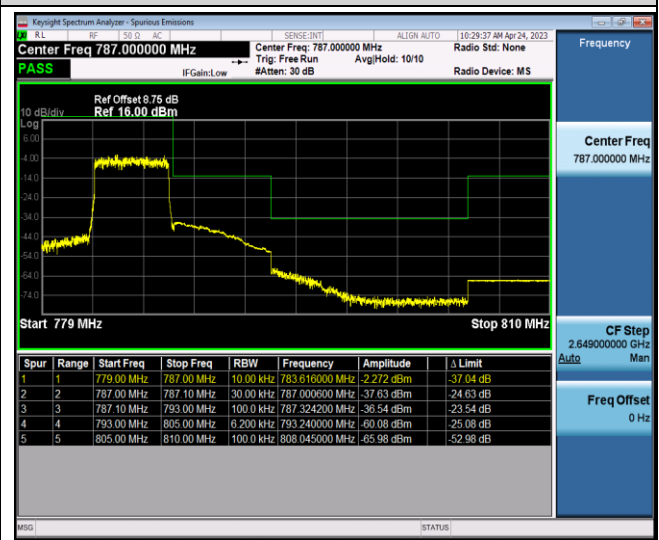 Keysight Spectrum Analyzer - Spurious Emissions
RL RF 50 Ω AC SENSE:INT ALIGN AUTO 10:29:37 AM Apr 24, 2023
Center Freq 787.000000 MHz Center Freq: 787.000000 MHz Radio Std: None
Trig: Free Run Avg|Hold: 10/10
PASS IFGain:Low #Atten: 30 dB Radio Device: MS
Frequency
Ref Offset 8.75 dB
10 dB/div Ref 16.00 dBm
Log
6.00
-4.00
-14.0
-24.0
-34.0
-44.0
-54.0
-64.0
-74.0
Start 779 MHz Stop 810 MHz
Center Freq
787.000000 MHz
CF Step
2.649000000 GHz
Auto Man
Freq Offset
0 Hz
Spur Range Start Freq Stop Freq RBW Frequency Amplitude Δ Limit
1 1 779.00 MHz 787.00 MHz 10.00 kHz 783.616000 MHz -2.272 dBm -37.04 dB
2 2 787.00 MHz 787.10 MHz 30.00 kHz 787.000600 MHz -37.63 dBm -24.63 dB
3 3 787.10 MHz 793.00 MHz 100.0 kHz 787.324200 MHz -36.54 dBm -23.54 dB
4 4 793.00 MHz 805.00 MHz 6.200 kHz 793.240000 MHz -60.08 dBm -25.08 dB
5 5 805.00 MHz 810.00 MHz 100.0 kHz 808.045000 MHz -65.98 dBm -52.98 dB
MSG STATUS